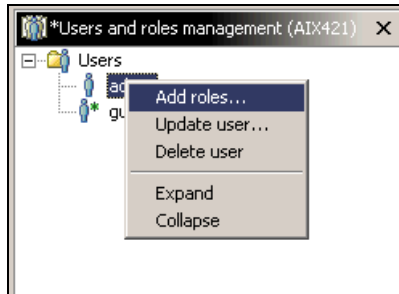 *Users and roles management (AIX421)
Users
Add roles...
Update user...
Delete user
Expand
Collapse